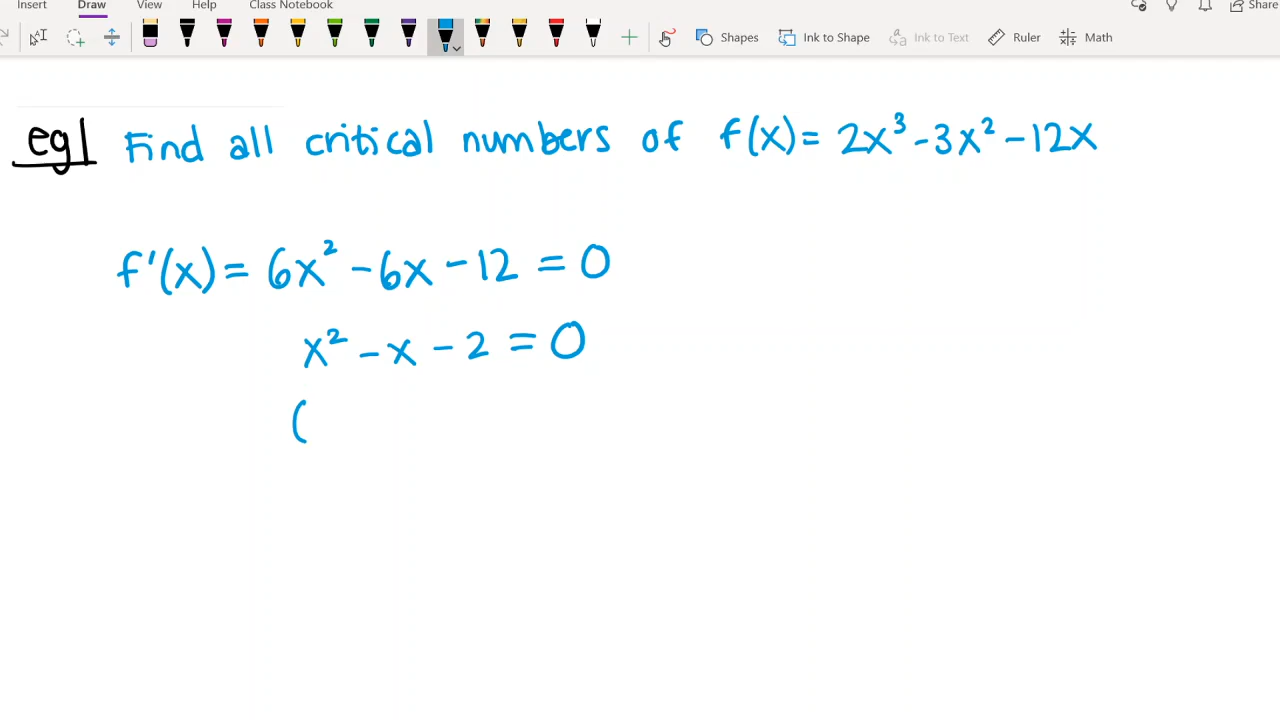 Insert Draw View Help Class Notebook Share
Shapes Ink to Shape Ink to Text Ruler Math
eg1 Find all critical numbers of f(x)= 2x³ -3x² -12x
f'(x)= 6x² -6x -12 = 0
x² - x - 2 = 0
(